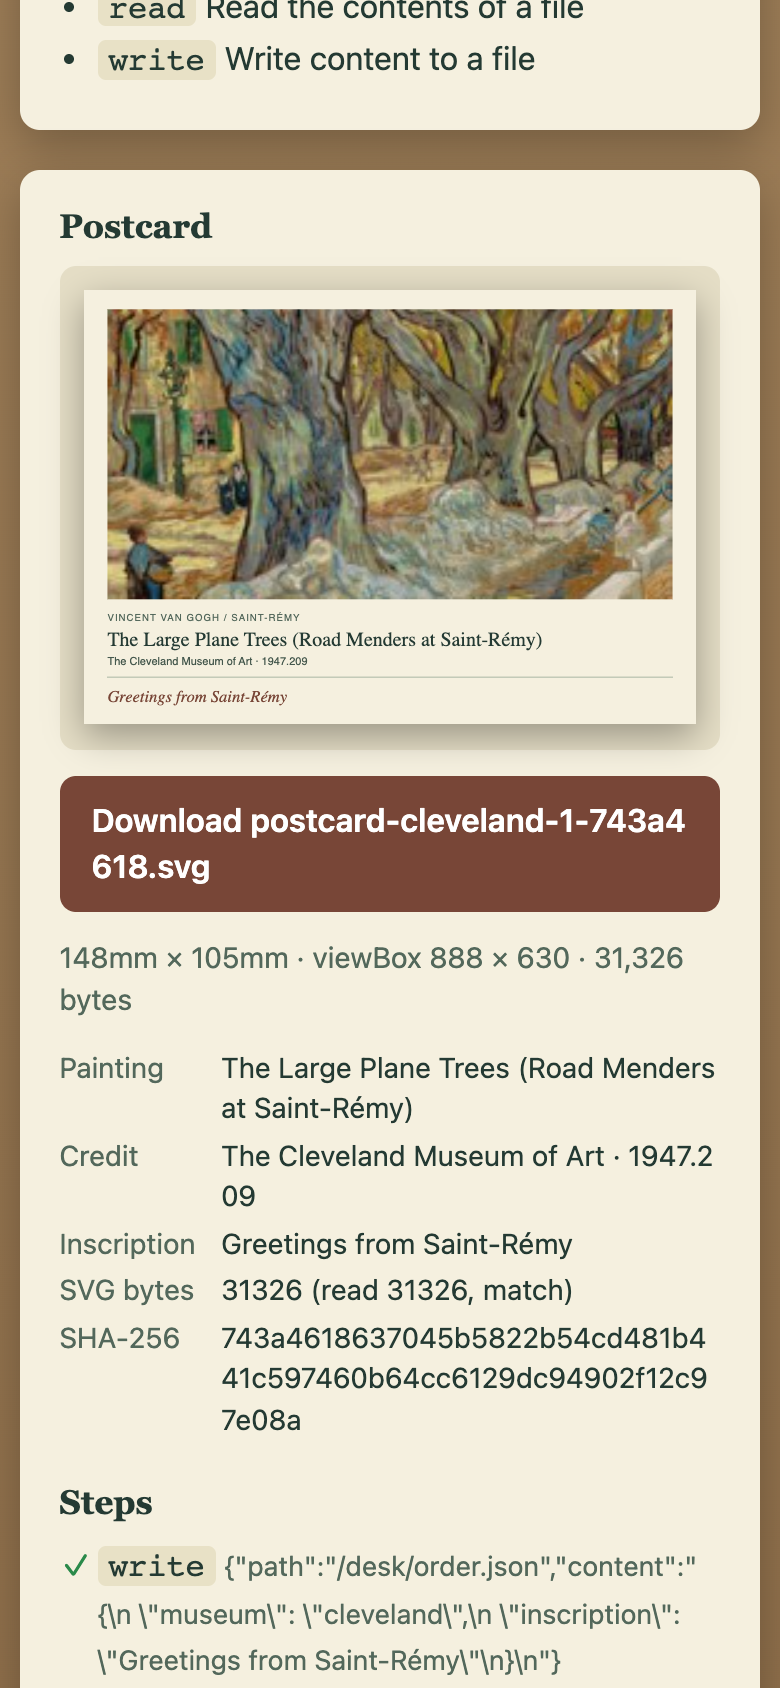 read Read the contents of a file
write Write content to a file
Postcard
VINCENT VAN GOGH / SAINT-RÉMY
The Large Plane Trees (Road Menders at Saint-Rémy)
The Cleveland Museum of Art · 1947.209
Greetings from Saint-Rémy
Download postcard-cleveland-1-743a4
618.svg
148mm × 105mm · viewBox 888 × 630 · 31,326
bytes
Painting The Large Plane Trees (Road Menders
at Saint-Rémy)
Credit The Cleveland Museum of Art · 1947.2
09
Inscription Greetings from Saint-Rémy
SVG bytes 31326 (read 31326, match)
SHA-256 743a4618637045b5822b54cd481b4
41c597460b64cc6129dc94902f12c9
7e08a
Steps
write {"path":"/desk/order.json","content":"
{\n \"museum\": \"cleveland\",\n \"inscription\":
\"Greetings from Saint-Rémy\"\n}\n"}